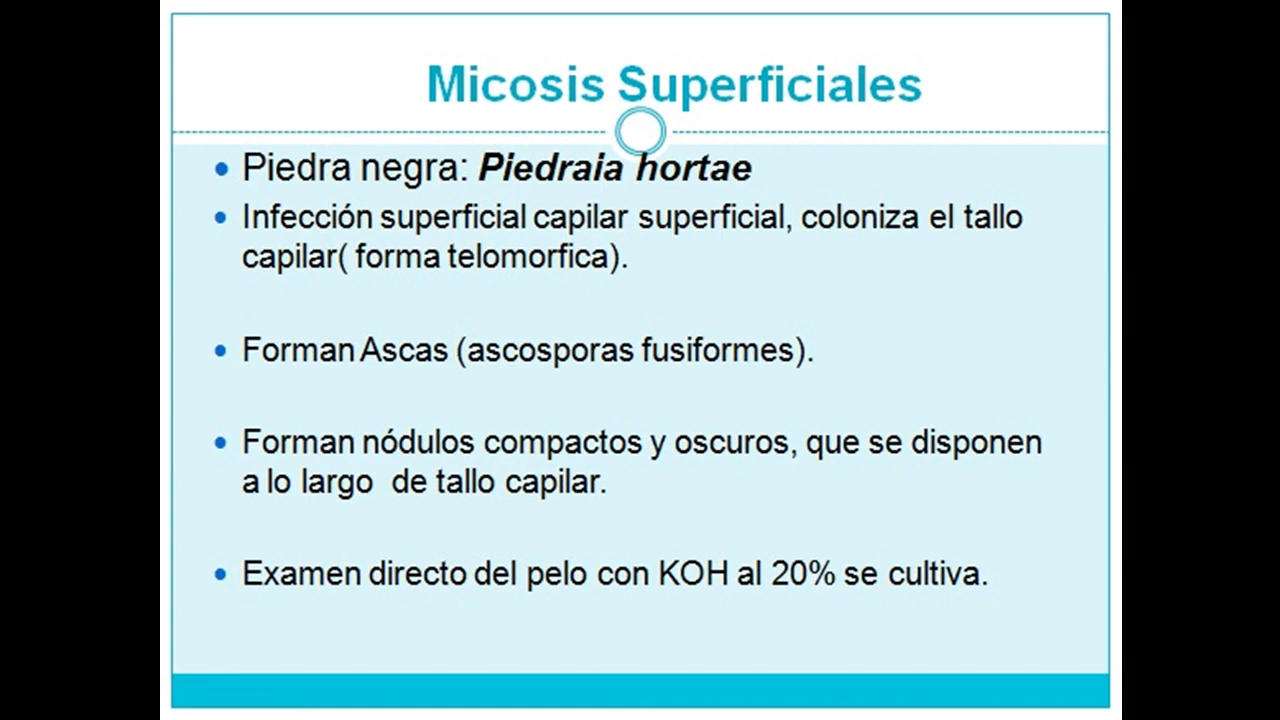 Micosis Superficiales
• Piedra negra: Piedraia hortae
• Infección superficial capilar superficial, coloniza el tallo
capilar( forma telomorfica).
• Forman Ascas (ascosporas fusiformes).
• Forman nódulos compactos y oscuros, que se disponen
a lo largo de tallo capilar.
• Examen directo del pelo con KOH al 20% se cultiva.